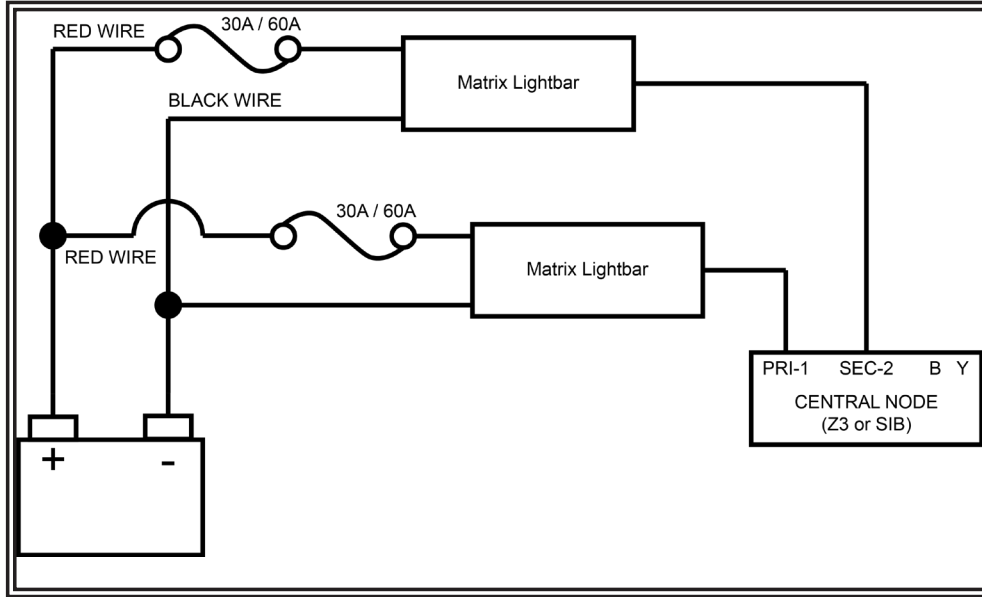 RED WIRE
30A / 60A
Matrix Lightbar
BLACK WIRE
30A / 60A
RED WIRE
Matrix Lightbar
PRI-1 SEC-2 B Y
CENTRAL NODE
(Z3 or SIB)
+ -